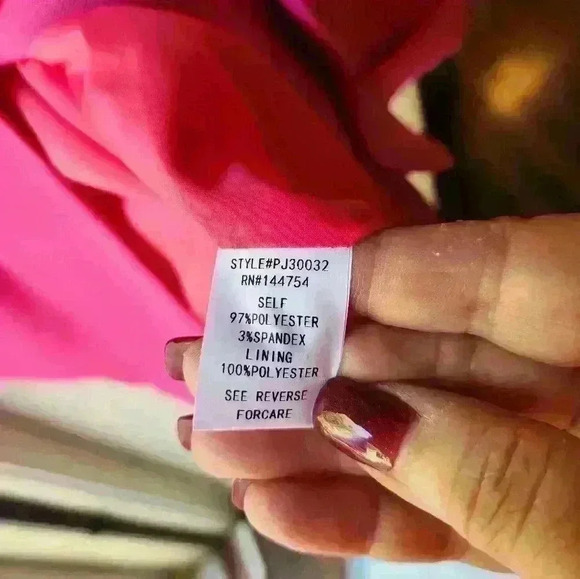 STYLE#PJ30032
RN#144754
SELF
97%POLYESTER
3%SPANDEX
LINING
100%POLYESTER
SEE REVERSE
FORCARE